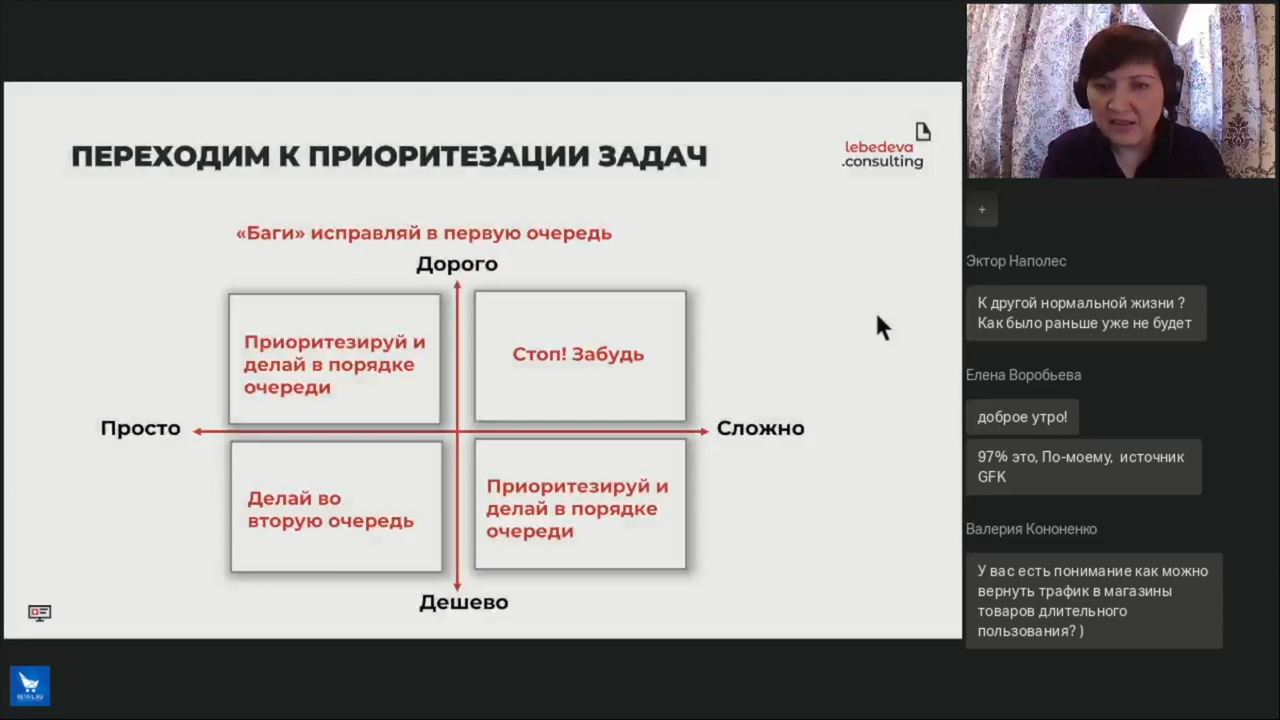 ПЕРЕХОДИМ К ПРИОРИТЕЗАЦИИ ЗАДАЧ
lebedeva
.consulting
«Баги» исправляй в первую очередь
Дорого
Приоритезируй и
делай в порядке
очереди
Стоп! Забудь
Просто
Сложно
Делай во
вторую очередь
Приоритезируй и
делай в порядке
очереди
Дешево
RETAIL.RU
+
Эктор Наполес
К другой нормальной жизни ?
Как было раньше уже не будет
Елена Воробьева
доброе утро!
97% это, По-моему, источник
GFK
Валерия Кононенко
У вас есть понимание как можно
вернуть трафик в магазины
товаров длительного
пользования? )